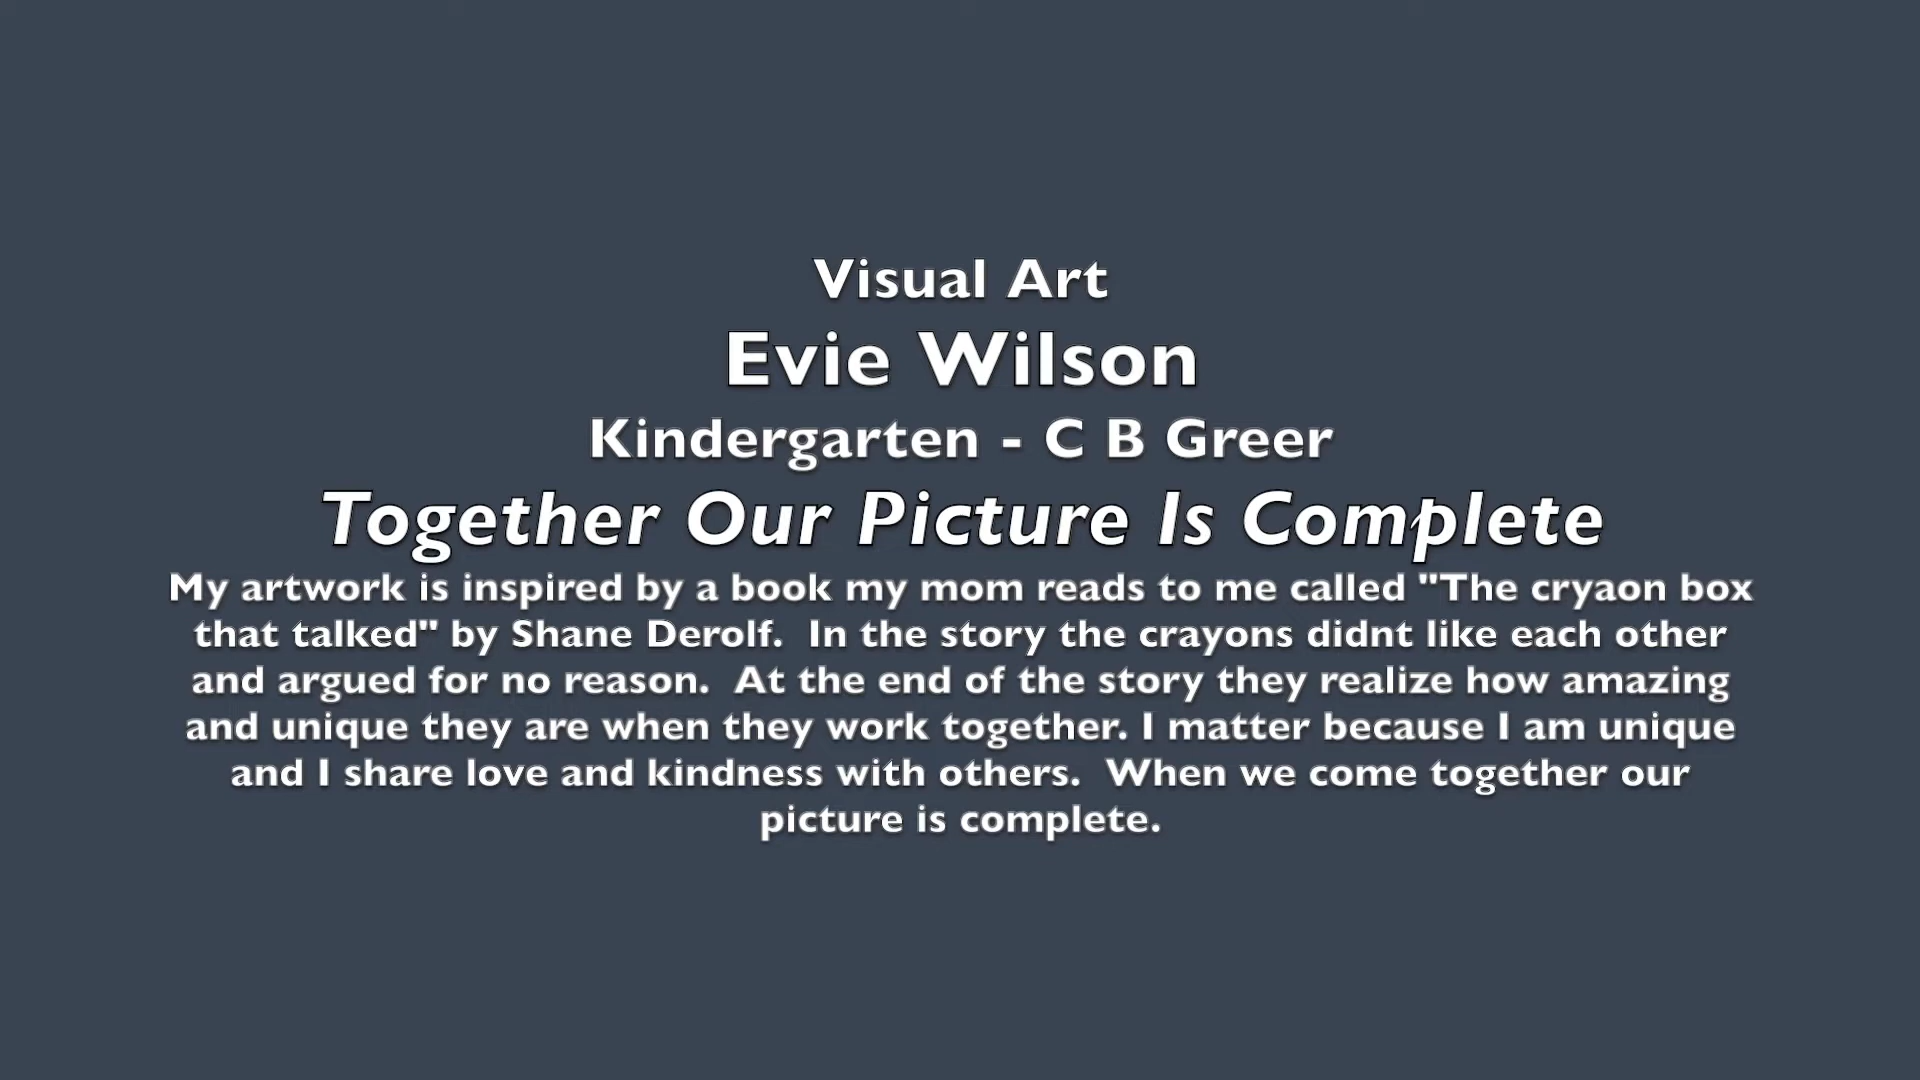 Visual Art
Evie Wilson
Kindergarten - C B Greer
Together Our Picture Is Complete
My artwork is inspired by a book my mom reads to me called "The cryaon box
that talked" by Shane Derolf.  In the story the crayons didnt like each other
and argued for no reason.  At the end of the story they realize how amazing
and unique they are when they work together. I matter because I am unique
and I share love and kindness with others.  When we come together our
picture is complete.